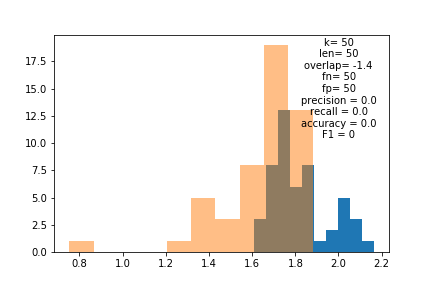 k= 50
len= 50
overlap= -1.4
fn= 50
fp= 50
precision = 0.0
recall = 0.0
accuracy = 0.0
F1 = 0
17.5
15.0
12.5
10.0
7.5
5.0
2.5
0.0
0.8 1.0 1.2 1.4 1.6 1.8 2.0 2.2